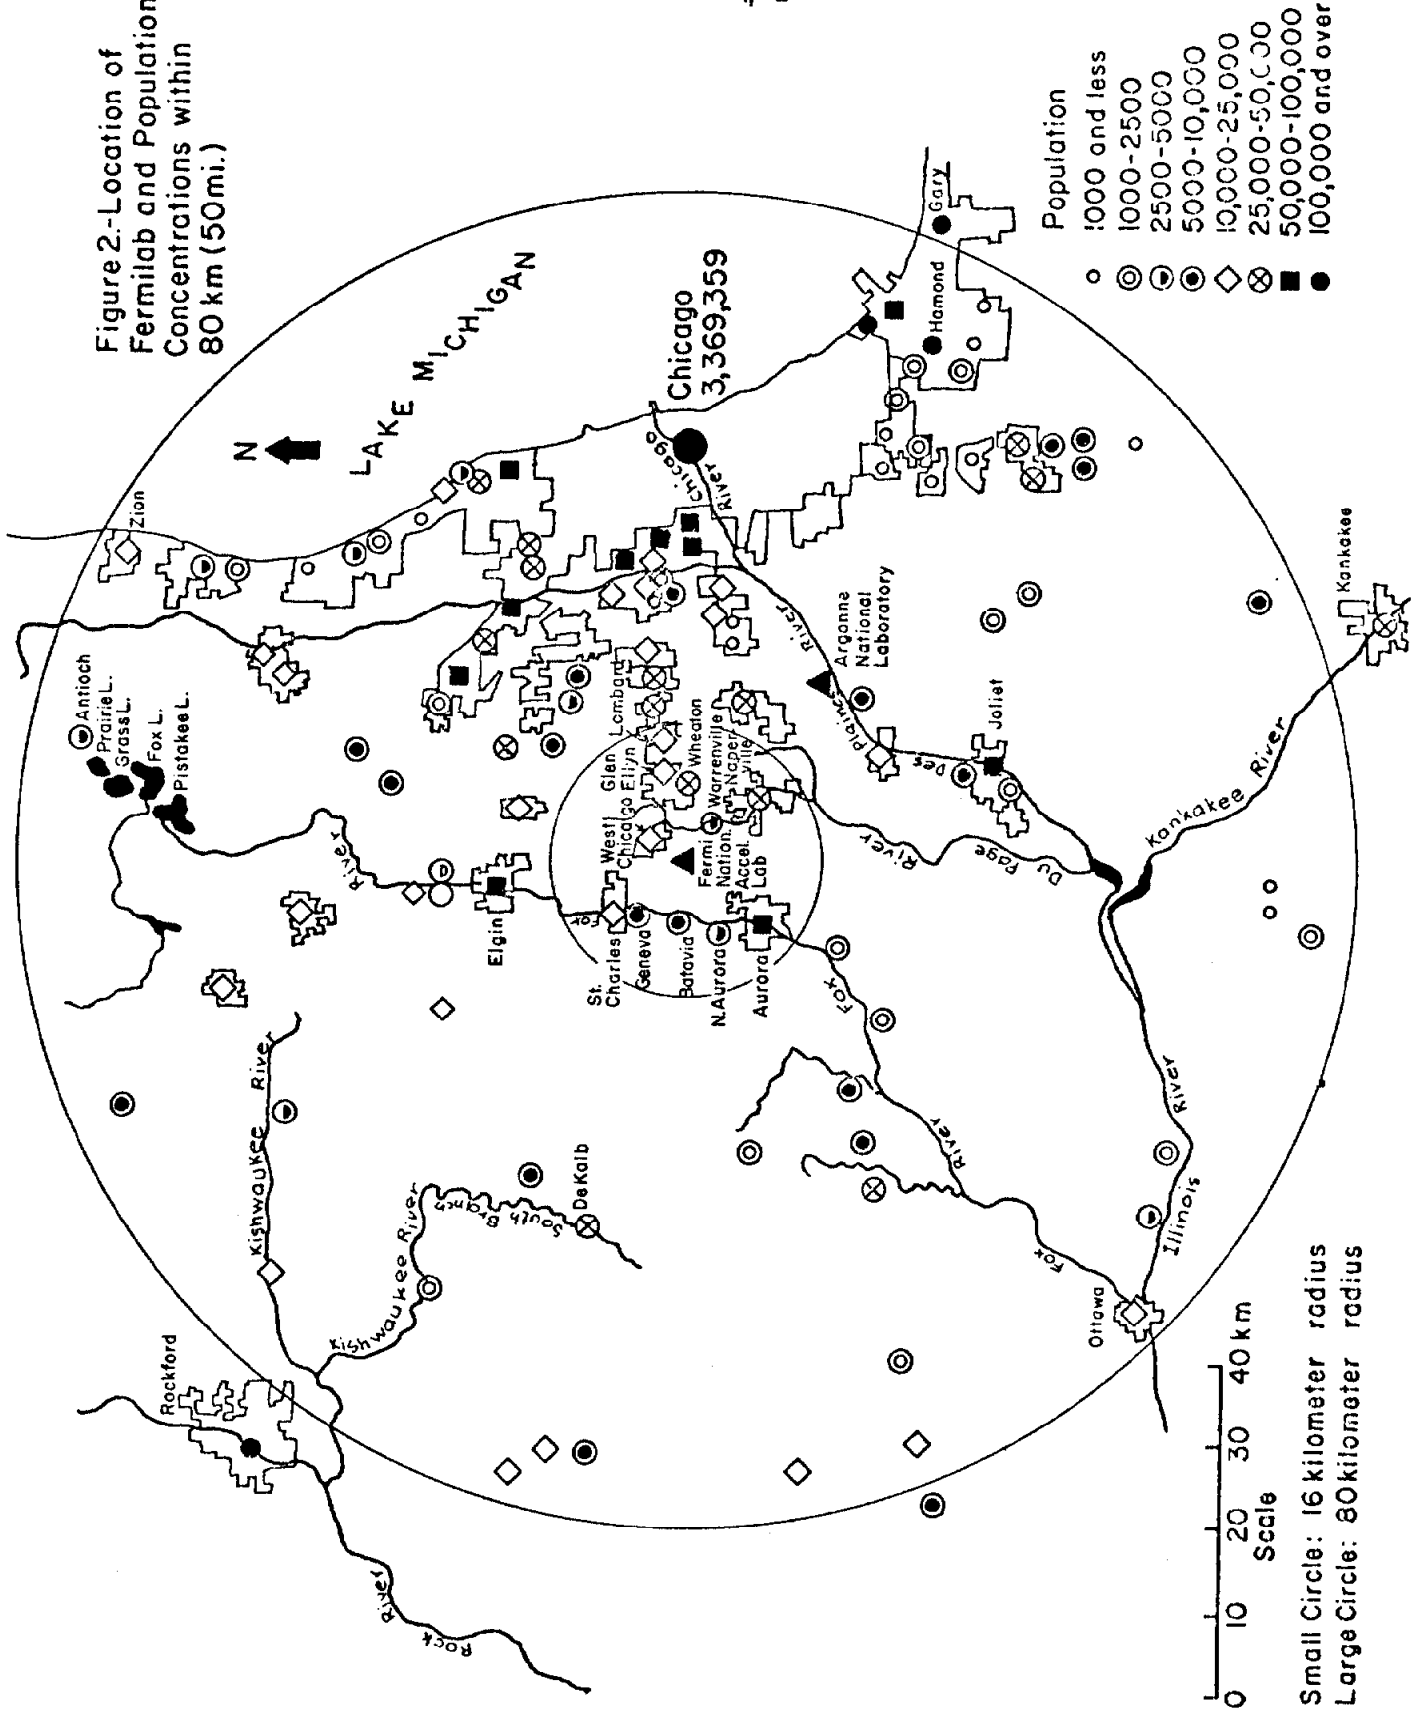 Figure 2.-Location of
Fermilab and Population
Concentrations within
80 km (50mi.)
N
LAKE MICHIGAN
Zion
Antioch
Prairie L.
Grass L.
Fox L.
Pistakee L.
Chicago
3,369,359
Chicago
River
Rockford
Kishwaukee River
Kishwaukee River
South Branch
DeKalb
River
Rock
River
Elgin
Fox
St.
Charles
Geneva
Batavia
N.Aurora
Aurora
West
Chicago
Glen
Ellyn
Lombard
Wheaton
Warrenville
Naper
ville
Fermi
Nation.
Accel.
Lab
River
Plaines
Des
Argonne
National
Laboratory
Joliet
River
Page
Du
Hamond
Gary
Kankakee
Kankakee River
Fox
River
Fox
Ottawa
Illinois
River
Population
1000 and less
1000-2500
2500-5000
5000-10,000
10,000-25,000
25,000-50,000
50,000-100,000
100,000 and over
0 10 20 30 40 km
Scale
Small Circle: 16 kilometer radius
Large Circle: 80 kilometer radius